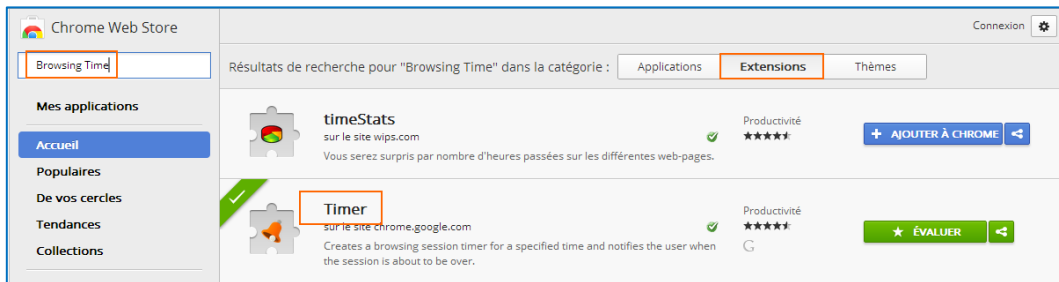 Chrome Web Store
Connexion
Browsing Time
Résultats de recherche pour "Browsing Time" dans la catégorie :
Applications
Extensions
Thèmes
Mes applications
Accueil
Populaires
De vos cercles
Tendances
Collections
timeStats
sur le site wips.com
Vous serez surpris par nombre d'heures passées sur les différentes web-pages.
Productivité
+ AJOUTER À CHROME
Timer
sur le site chrome.google.com
Creates a browsing session timer for a specified time and notifies the user when
the session is about to be over.
Productivité
G
★ ÉVALUER